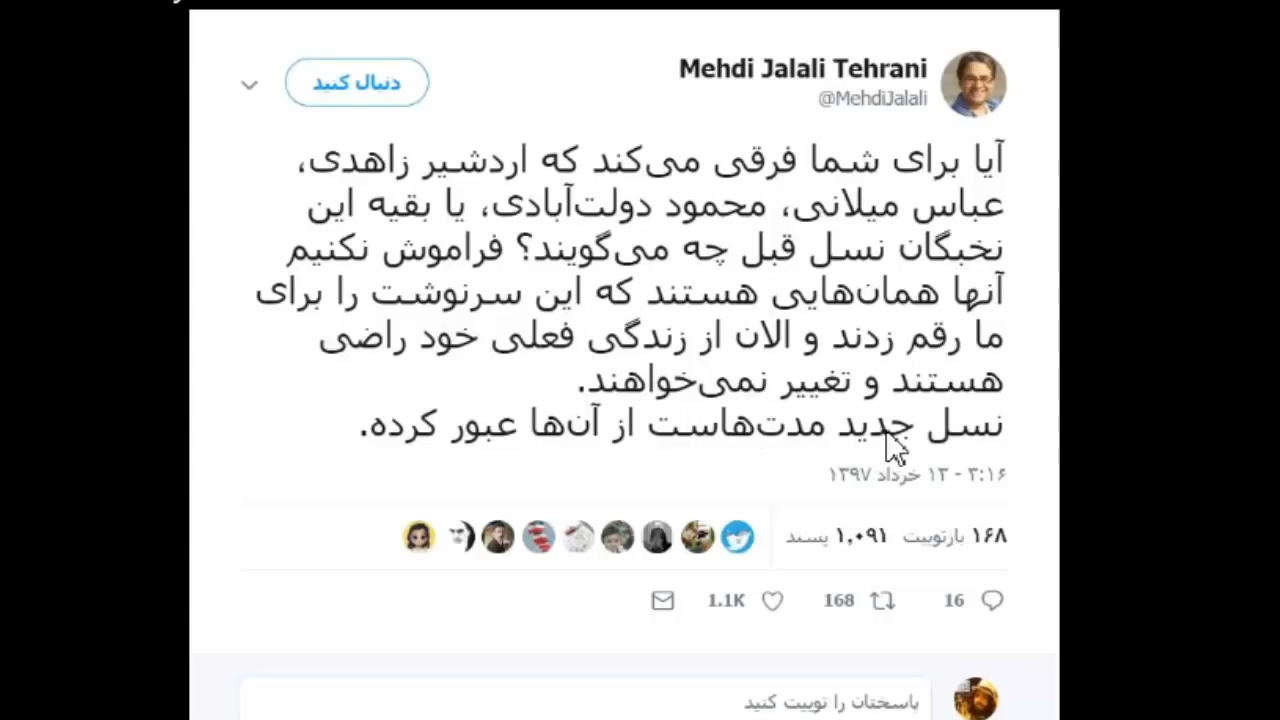 Mehdi Jalali Tehrani
@MehdiJalali
دنبال کنید
آیا برای شما فرقی می‌کند که اردشیر زاهدی،
عباس میلانی، محمود دولت‌آبادی، یا بقیه این
نخبگان نسل قبل چه می‌گویند؟ فراموش نکنیم
آنها همان‌هایی هستند که این سرنوشت را برای
ما رقم زدند و الان از زندگی فعلی خود راضی
هستند و تغییر نمی‌خواهند.
نسل جدید مدت‌هاست از آن‌ها عبور کرده.
۳:۱۶ - ۱۳ خرداد ۱۳۹۷
۱۶۸ بازتوییت ۱,۰۹۱ پسند
16 168 1.1K
پاسختان را توییت کنید